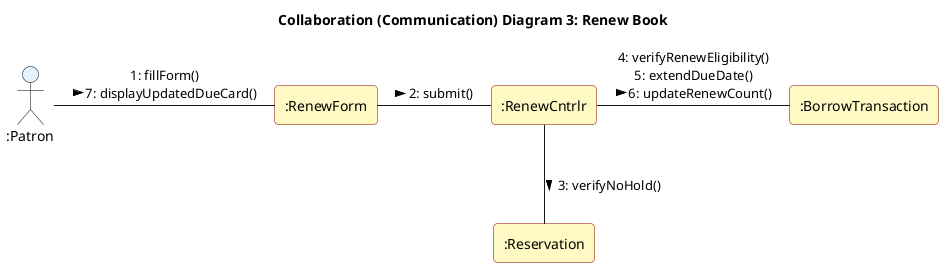 Collaboration (Communication) Diagram 3: Renew Book
4: verifyRenewEligibility()
1: fillForm()
5: extendDueDate()
7: displayUpdatedDueCard()
2: submit()
6: updateRenewCount()
:RenewForm
:RenewCntrlr
:BorrowTransaction
:Patron
3: verifyNoHold()
:Reservation